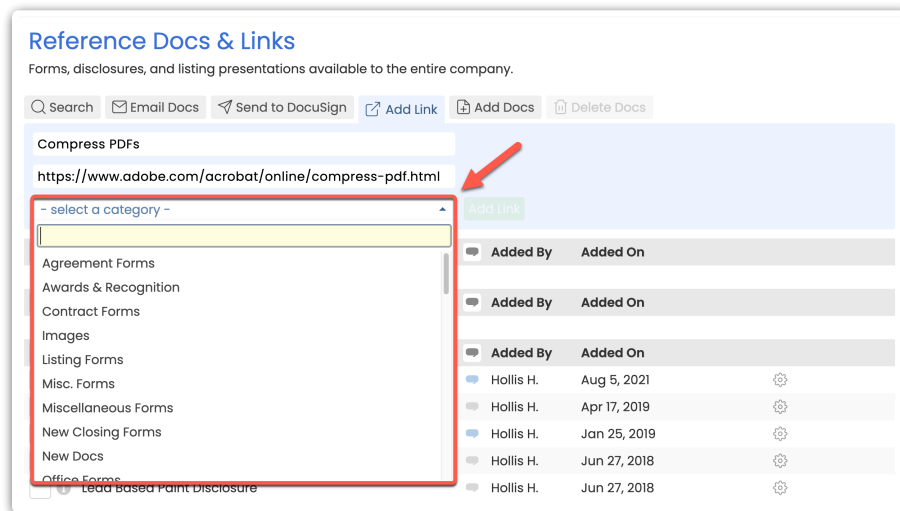 Reference Docs & Links
Forms, disclosures, and listing presentations available to the entire company.
Search Email Docs Send to DocuSign Add Link Add Docs Delete Docs
Compress PDFs
https://www.adobe.com/acrobat/online/compress-pdf.html
- select a category - Add Link
Added By Added On
Agreement Forms
Awards & Recognition
Added By Added On
Contract Forms
Images
Added By Added On
Listing Forms
Misc. Forms Hollis H. Aug 5, 2021
Miscellaneous Forms Hollis H. Apr 17, 2019
New Closing Forms Hollis H. Jan 25, 2019
New Docs Hollis H. Jun 27, 2018
Office Forms
Lead Based Paint Disclosure Hollis H. Jun 27, 2018